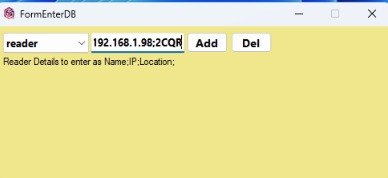 FormEnterDB
reader 192.168.1.98;2CQR Add Del
Reader Details to enter as Name;IP;Location;